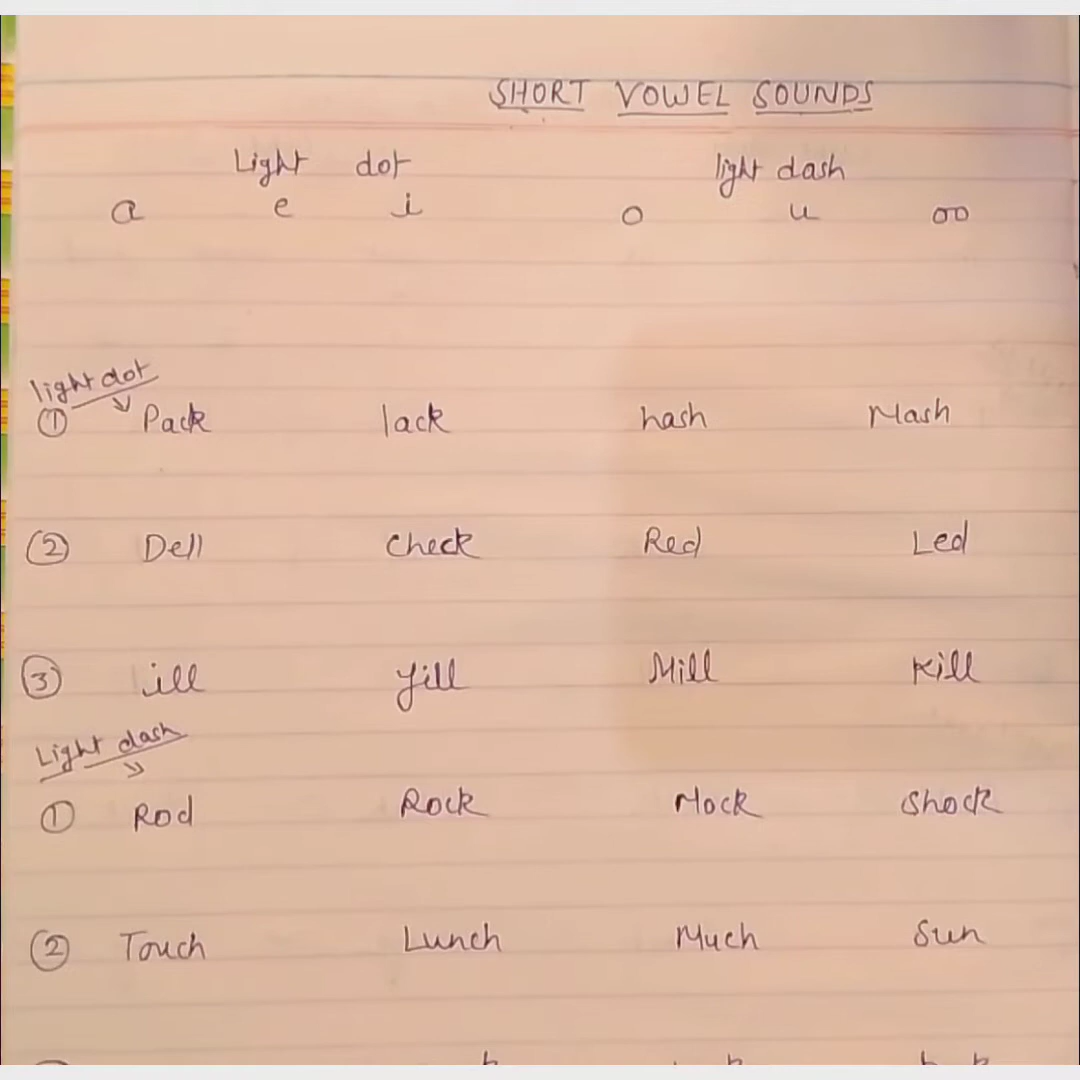 SHORT VOWEL SOUNDS
Light dot light dash
a e i o u oo
light dot
① Pack lack hash Mash
② Dell check Red Led
③ ill Mill Kill
Light dash
① Rod Rock Mock Shock
② Touch Lunch Much Sun